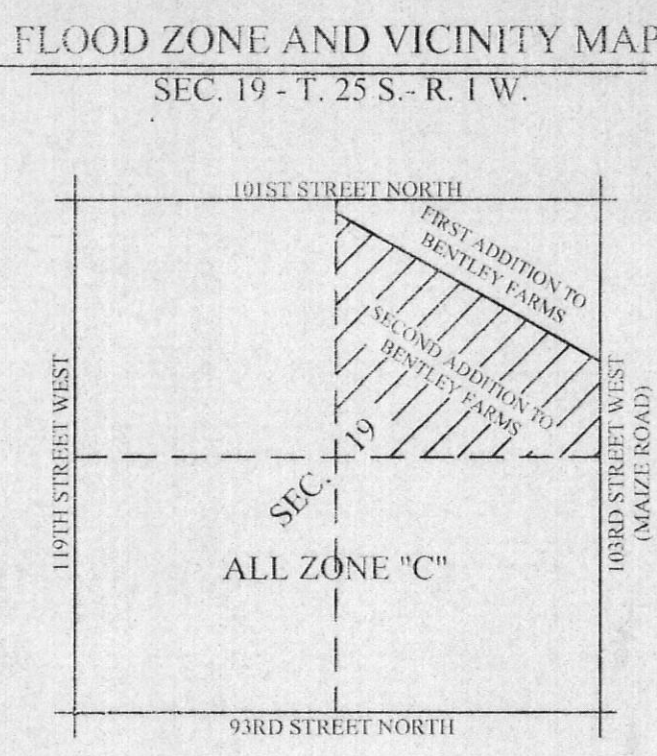 FLOOD ZONE AND VICINITY MAP
SEC. 19 - T. 25 S.- R. 1 W.
101ST STREET NORTH
FIRST ADDITION TO
BENTLEY FARMS
SECOND ADDITION TO
BENTLEY FARMS
119TH STREET WEST
103RD STREET WEST
(MAIZE ROAD)
SEC. 19
ALL ZONE "C"
93RD STREET NORTH